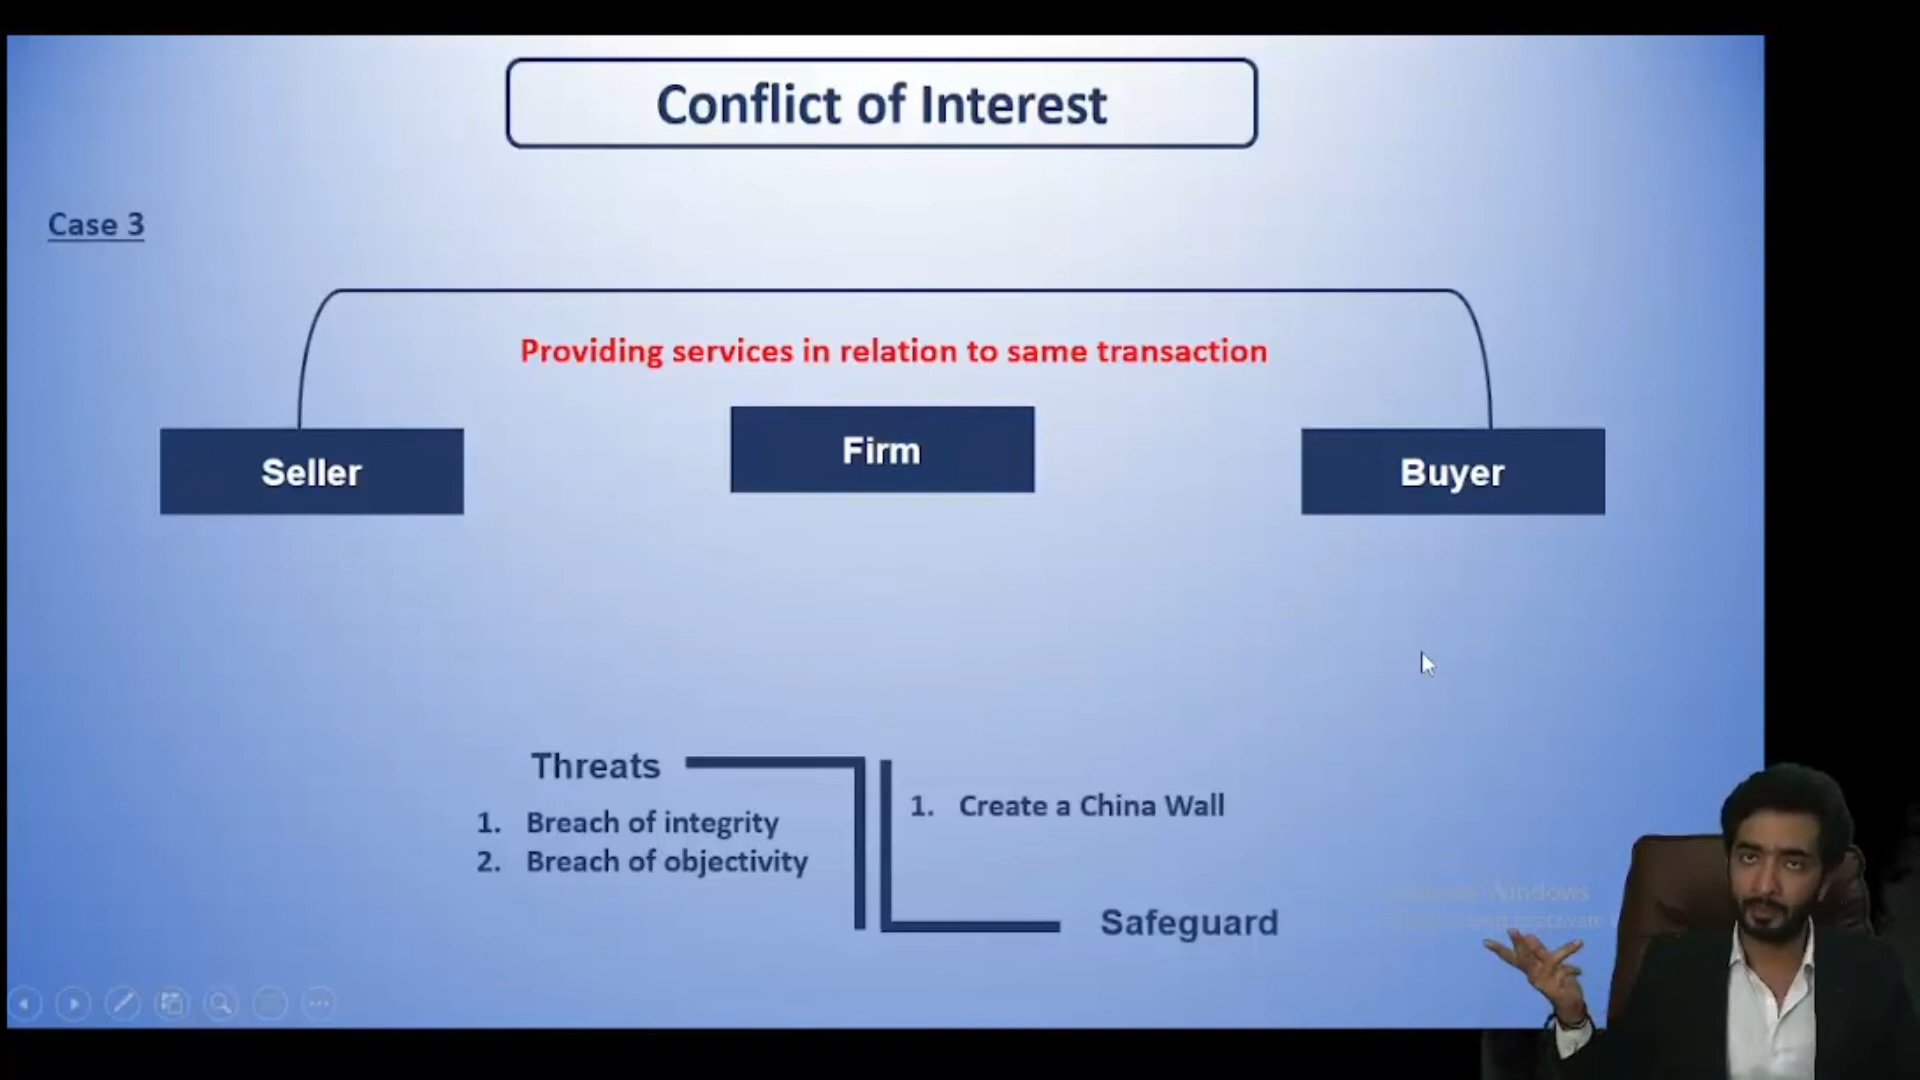 Conflict of Interest
Case 3
Providing services in relation to same transaction
Seller
Firm
Buyer
Threats
1. Breach of integrity
2. Breach of objectivity
1. Create a China Wall
Safeguard
Windows